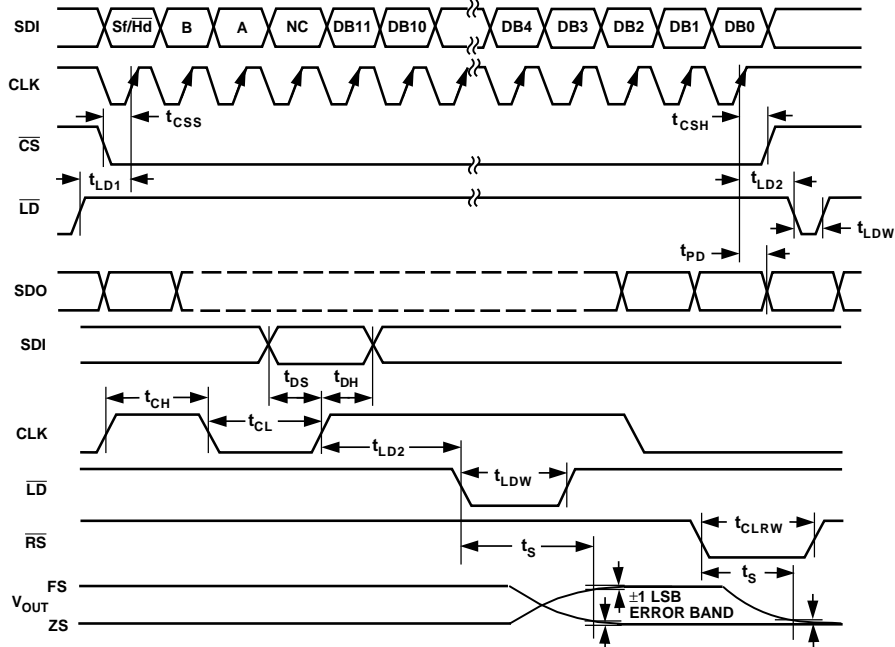 SDI Sf/Hd B A NC DB11 DB10 DB4 DB3 DB2 DB1 DB0
CLK
tCSS tCSH
CS
tLD1 tLD2
LD
tLDW
tPD
SDO
SDI
tDS tDH
tCH
tCL
CLK
tLD2
tLDW
LD
RS
tCLRW
tS tS
FS
±1 LSB
VOUT
ERROR BAND
ZS